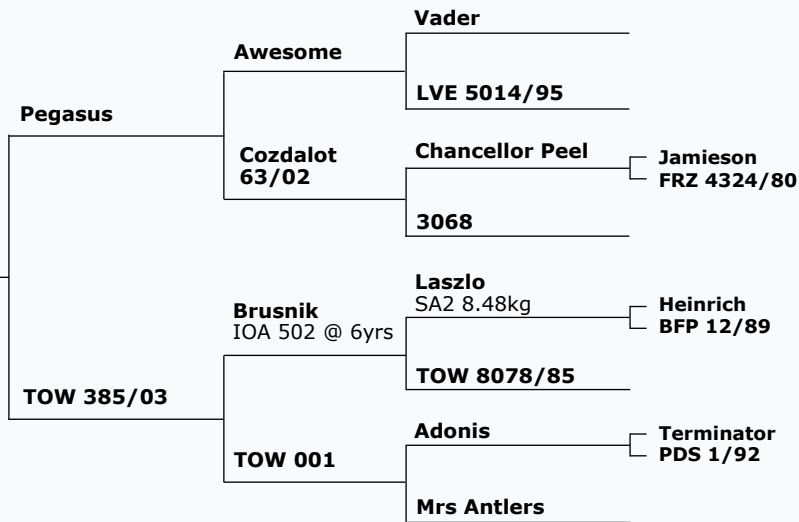 Vader
Awesome
LVE 5014/95
Pegasus
Cozdalot
63/02
Chancellor Peel
Jamieson
FRZ 4324/80
3068
Laszlo
SA2 8.48kg
Brusnik
IOA 502 @ 6yrs
Heinrich
BFP 12/89
TOW 8078/85
TOW 385/03
Adonis
Terminator
PDS 1/92
TOW 001
Mrs Antlers